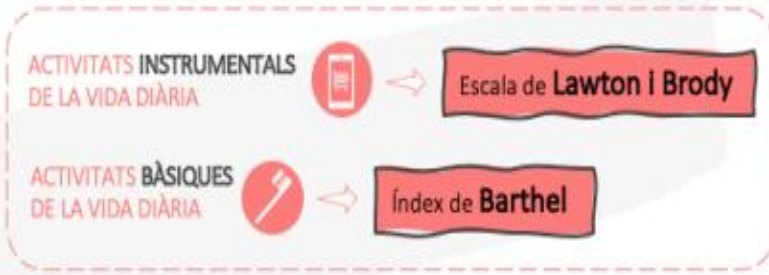 ACTIVITATS INSTRUMENTALS
DE LA VIDA DIÀRIA
Escala de Lawton i Brody
ACTIVITATS BÀSIQUES
DE LA VIDA DIÀRIA
Índex de Barthel